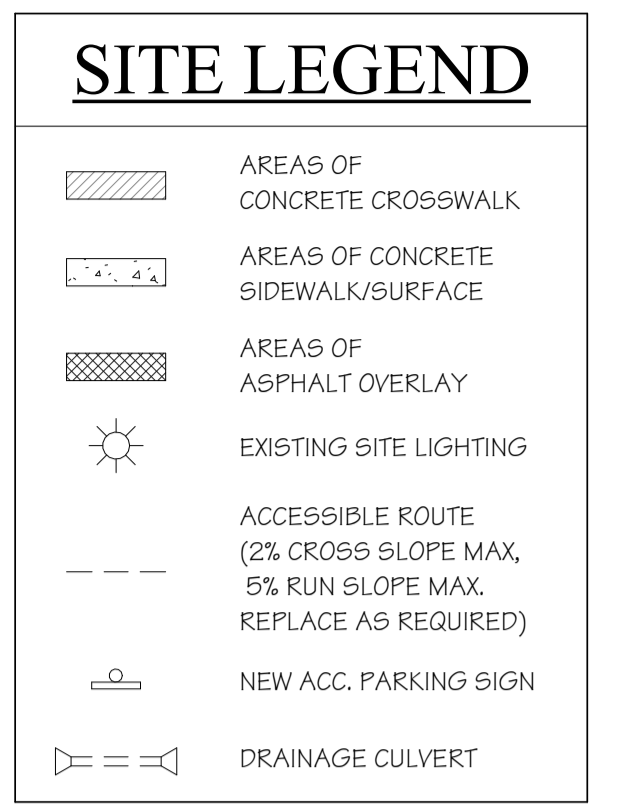 SITE LEGEND
AREAS OF
CONCRETE CROSSWALK
AREAS OF CONCRETE
SIDEWALK/SURFACE
AREAS OF
ASPHALT OVERLAY
EXISTING SITE LIGHTING
ACCESSIBLE ROUTE
(2% CROSS SLOPE MAX,
5% RUN SLOPE MAX.
REPLACE AS REQUIRED)
NEW ACC. PARKING SIGN
DRAINAGE CULVERT